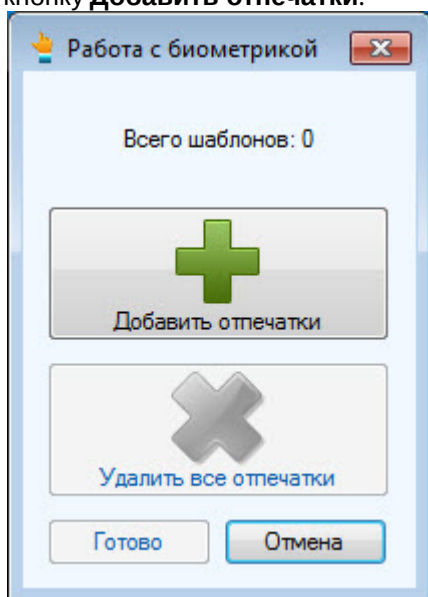 кнопку Добавить отпечатки.
Работа с биометрикой
Всего шаблонов: 0
Добавить отпечатки
Удалить все отпечатки
Готово
Отмена